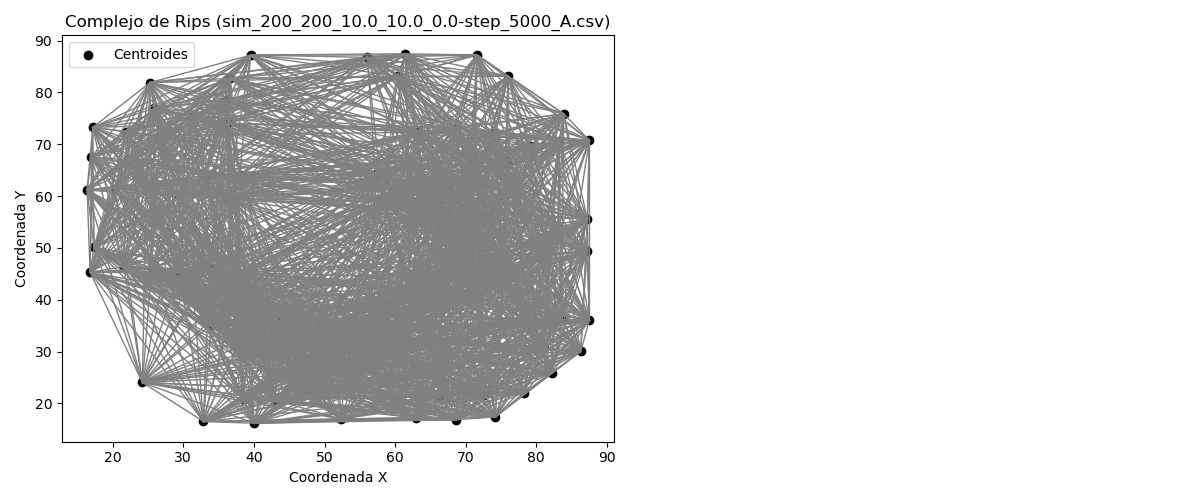 Complejo de Rips (sim_200_200_10.0_10.0_0.0-step_5000_A.csv)
Centroides
90
80
70
60
50
40
30
20
Coordenada Y
20 30 40 50 60 70 80 90
Coordenada X